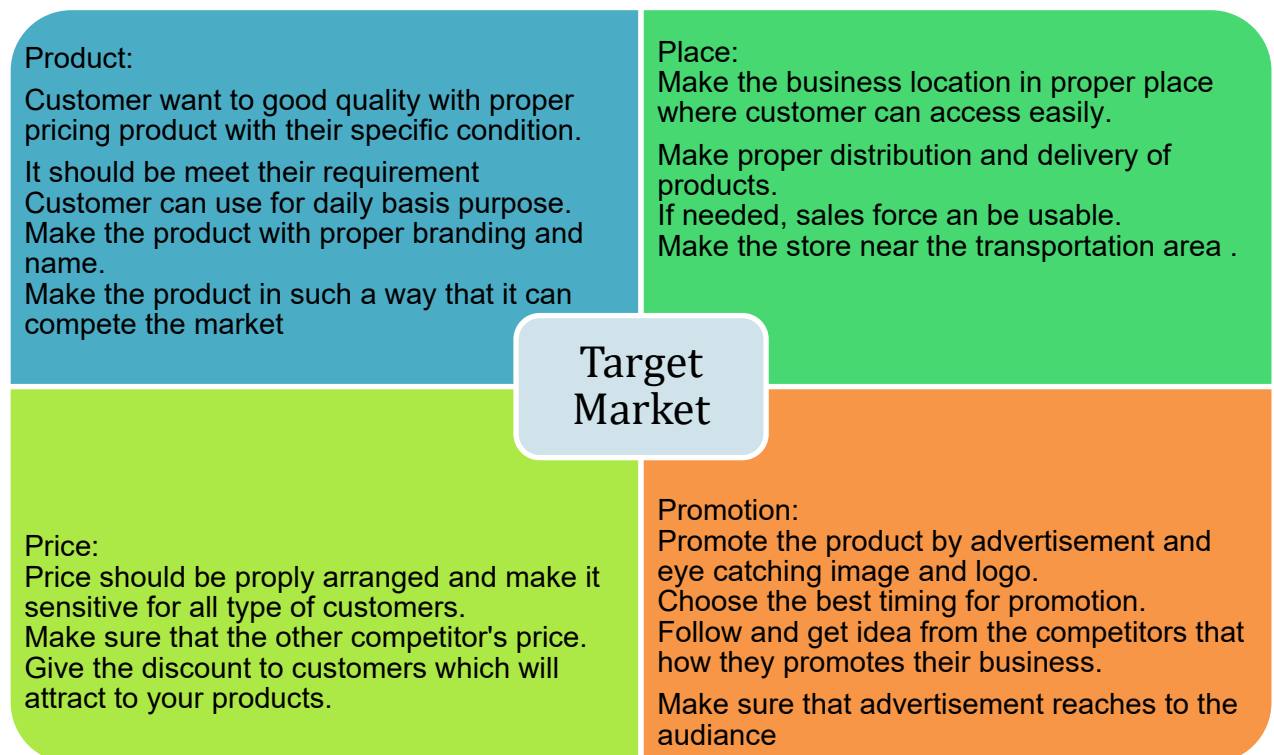 Product:
Customer want to good quality with proper
pricing product with their specific condition.
It should be meet their requirement
Customer can use for daily basis purpose.
Make the product with proper branding and
name.
Make the product in such a way that it can
compete the market
Place:
Make the business location in proper place
where customer can access easily.
Make proper distribution and delivery of
products.
If needed, sales force an be usable.
Make the store near the transportation area .
Target
Market
Price:
Price should be proply arranged and make it
sensitive for all type of customers.
Make sure that the other competitor's price.
Give the discount to customers which will
attract to your products.
Promotion:
Promote the product by advertisement and
eye catching image and logo.
Choose the best timing for promotion.
Follow and get idea from the competitors that
how they promotes their business.
Make sure that advertisement reaches to the
audiance